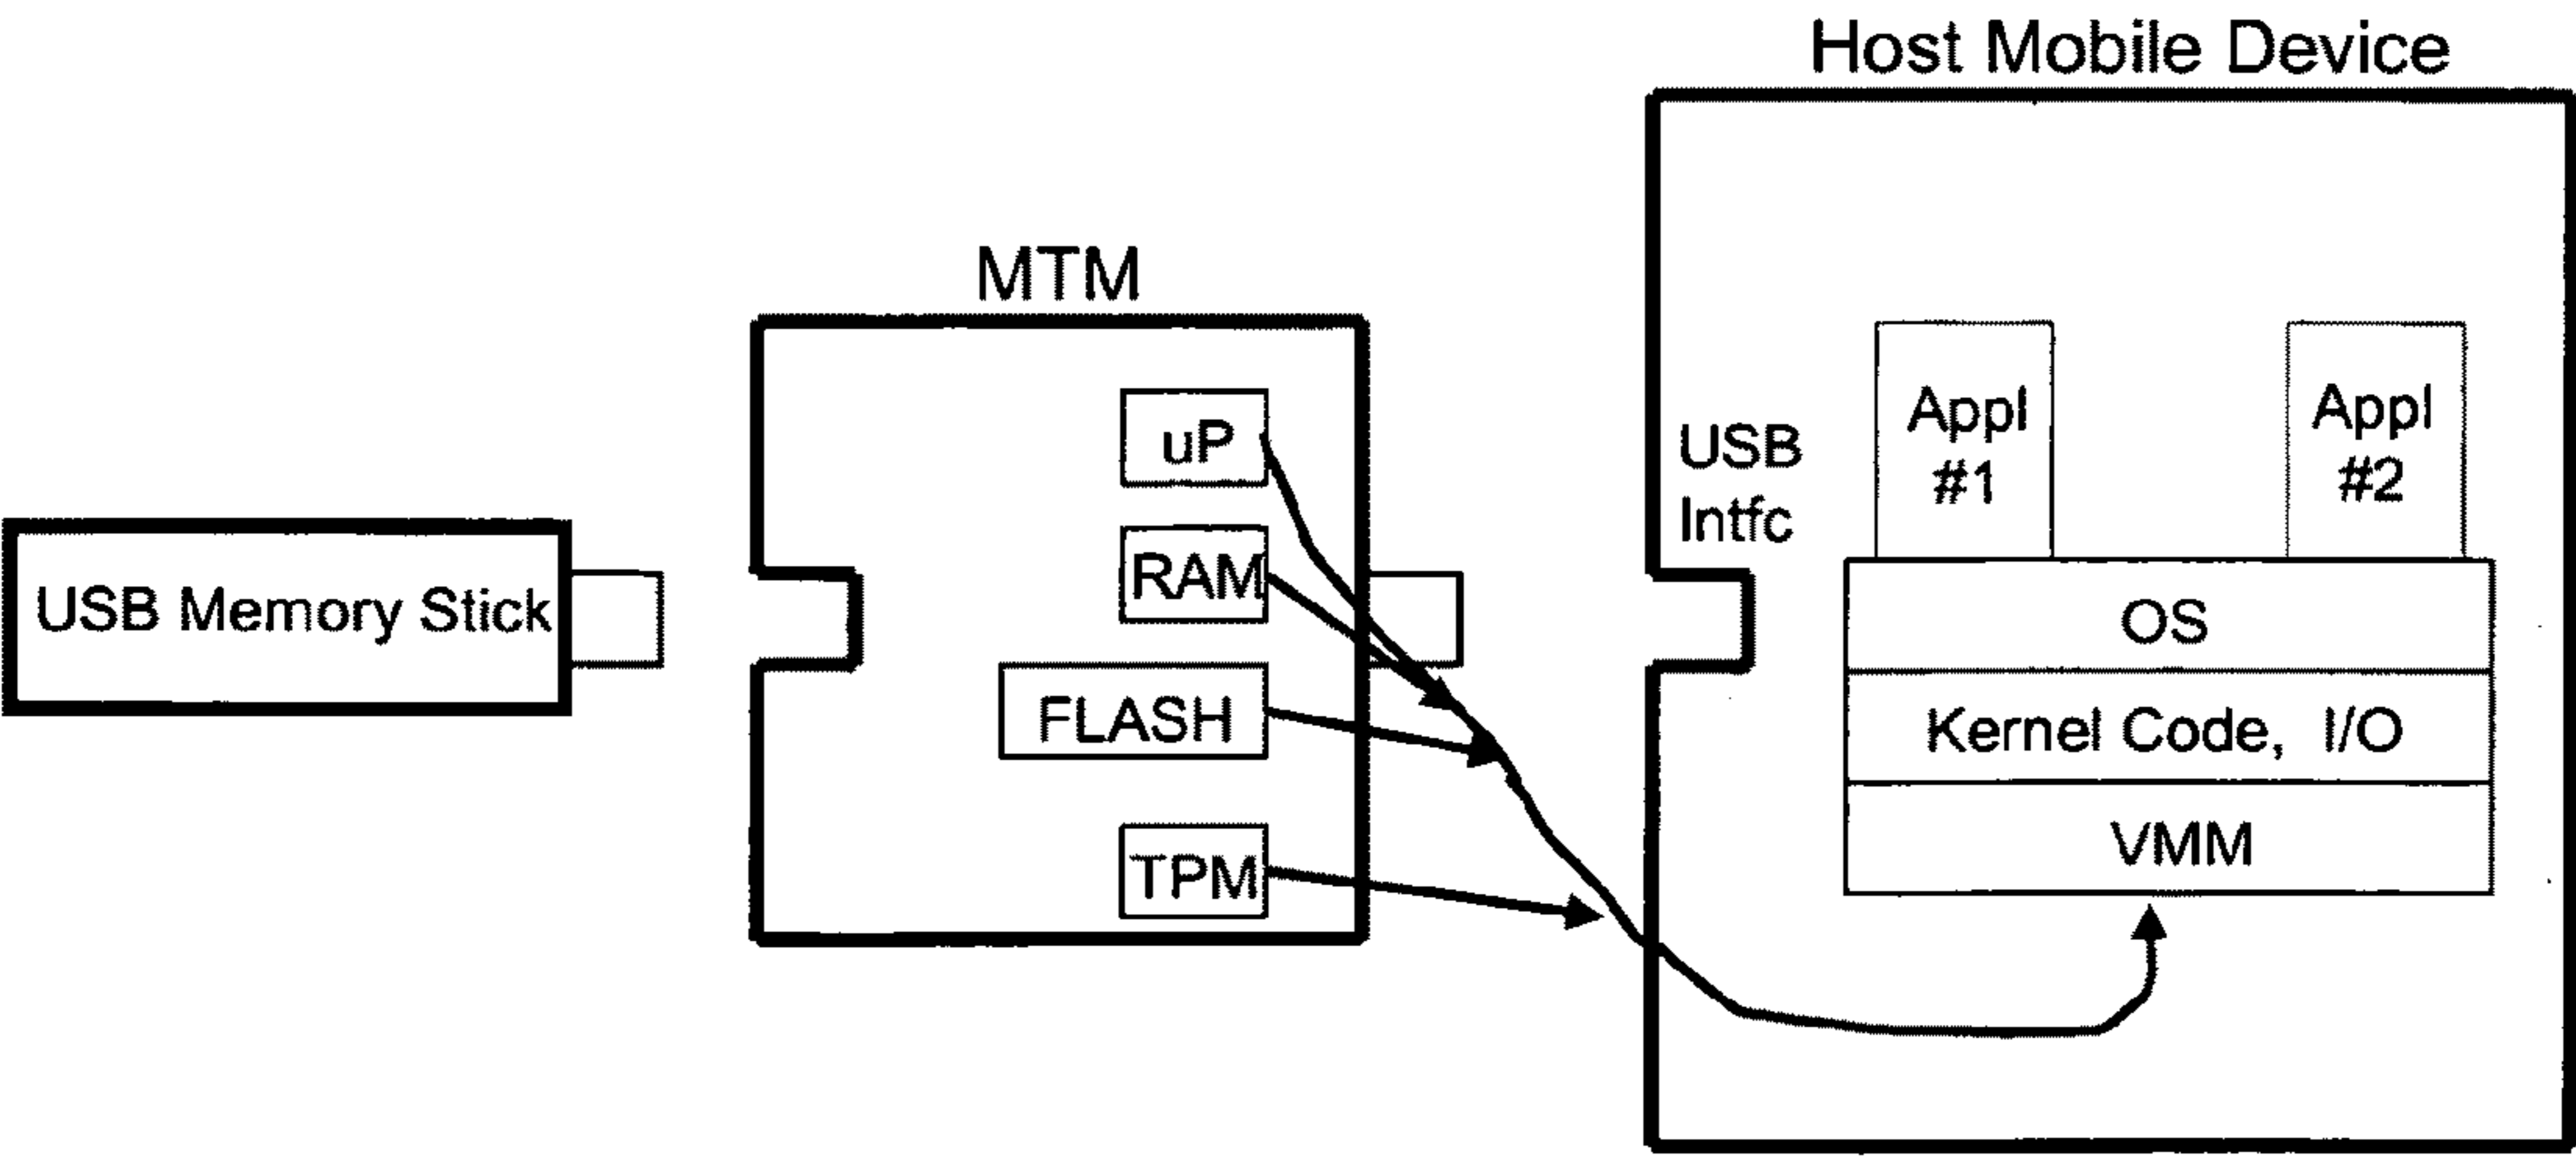 Host Mobile Device
MTM
uP
RAM
FLASH
TPM
USB Memory Stick
USB
Intfc
Appl
#1
Appl
#2
OS
Kernel Code, I/O
VMM